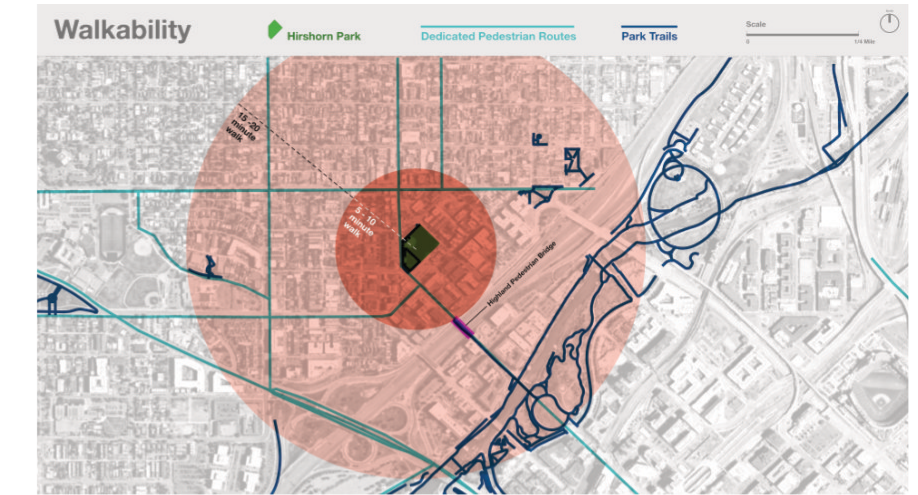 Walkability
Hirshorn Park
Dedicated Pedestrian Routes
Park Trails
Scale
0
1/4 Mile
15 -20
minute
walk
5 - 10
minute
walk
Highland Pedestrian Bridge